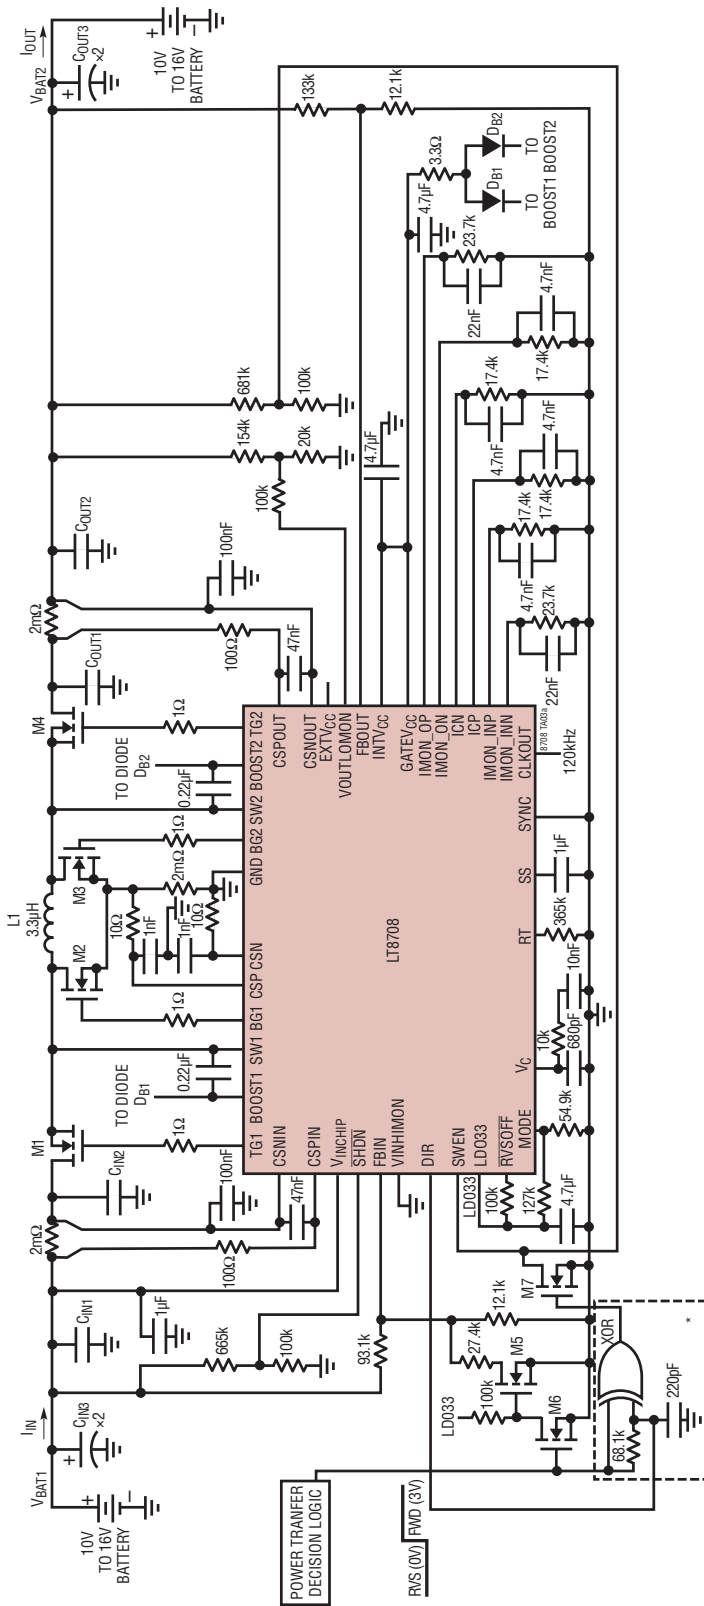 VBAT1
IIN
CIN3
×2
10V
TO 16V
BATTERY
+
–
CIN1
1µF
2mΩ
CIN2
100Ω
100nF
47nF
665k
100k
93.1k
M1
1Ω
TO DIODE
DB1
0.22µF
1Ω
M2
L1
3.3µH
M3
10Ω
1nF
1nF
10Ω
2mΩ
1Ω
0.22µF
TO DIODE
DB2
1Ω
M4
COUT1
2mΩ
COUT2
100Ω
100nF
47nF
154k
20k
100k
681k
100k
VBAT2
IOUT
COUT3
×2
10V
TO 16V
BATTERY
+
–
133k
12.1k
4.7µF
4.7µF
3.3Ω
DB1
DB2
TO
BOOST1
TO
BOOST2
TG1
BOOST1
SW1
BG1
CSP
CSN
GND
BG2
SW2
BOOST2
TG2
CSNIN
CSPIN
VINCHIP
SHDN
FBIN
VINHIMON
DIR
SWEN
LDO33
RVSOFF
MODE
VC
RT
SS
SYNC
CLKOUT
LT8708
CSPOUT
CSNOUT
EXTVCC
VOUTLOMON
FBOUT
INTVCC
GATEVCC
IMON_OP
IMON_ON
ICN
ICP
IMON_INP
IMON_INN
8708 TA03a
120kHz
LDO33
100k
127k
4.7µF
54.9k
10k
680pF
10nF
365k
1µF
22nF
23.7k
4.7nF
17.4k
17.4k
4.7nF
4.7nF
17.4k
17.4k
4.7nF
22nF
23.7k
POWER TRANFER
DECISION LOGIC
RVS (0V)
FWD (3V)
LDO33
100k
27.4k
12.1k
M5
M6
M7
XOR
68.1k
220pF
*